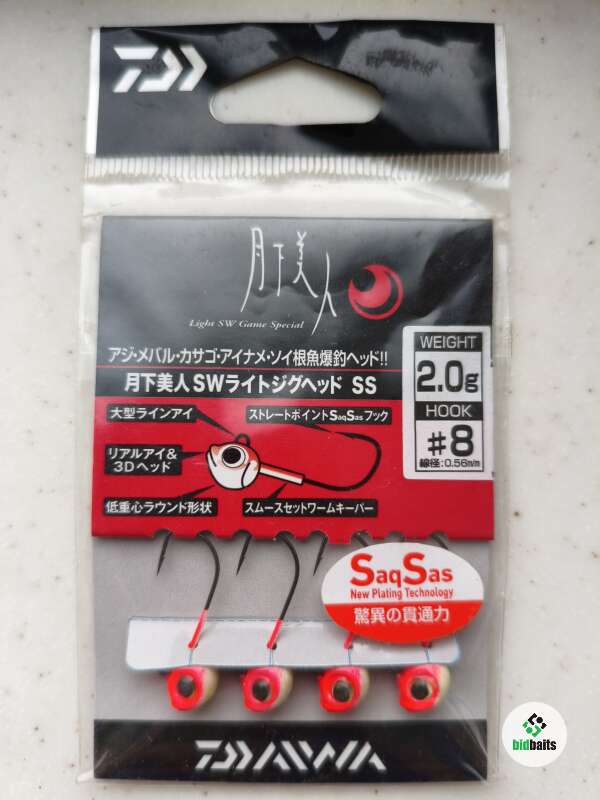 月下美人
Light SW Game Special
アジ・メバル・カサゴ・アイナメ・ソイ根魚爆釣ヘッド!!
月下美人SWライトジグヘッド SS
WEIGHT
2.0g
HOOK
#8
線径:0.56m/m
大型ラインアイ
ストレートポイントSaqSasフック
リアルアイ&
3Dヘッド
低重心ラウンド形状
スムースセットワームキーパー
SaqSas
New Plating Technology
驚異の貫通力
DAIWA
bidbaits